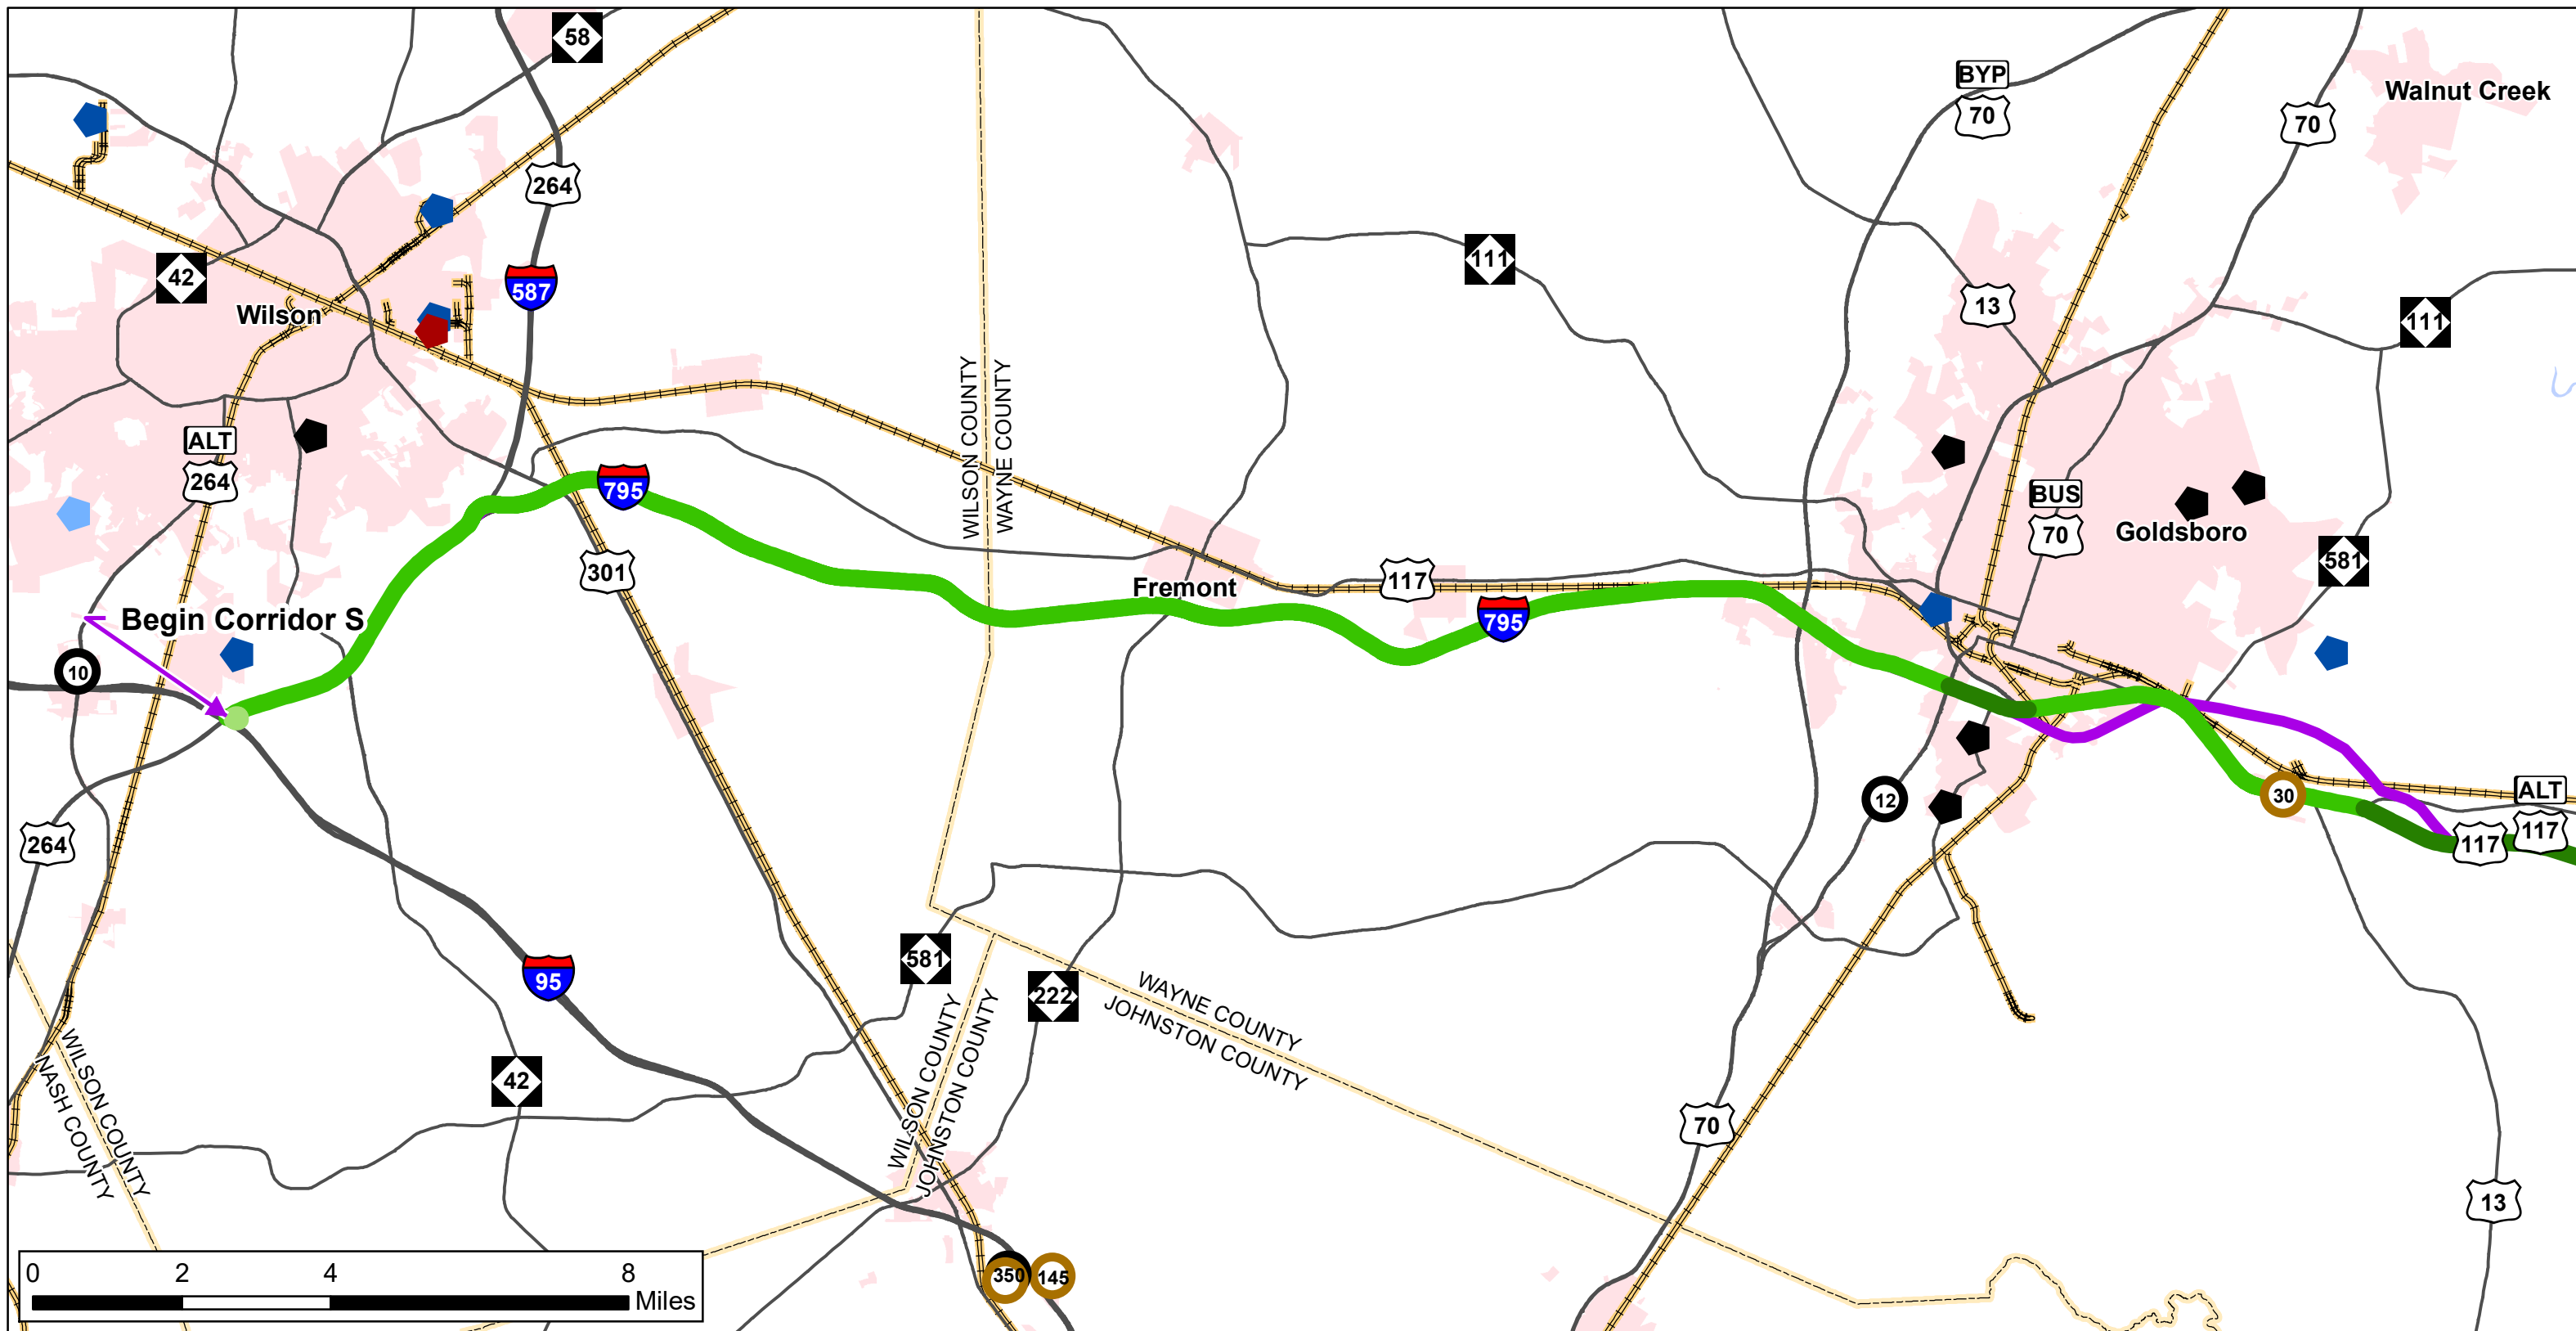 58
BYP
70
70
Walnut Creek
264
42
587
Wilson
111
13
111
WILSON COUNTY
WAYNE COUNTY
ALT
264
795
BUS
70
Goldsboro
581
301
Fremont
117
795
Begin Corridor S
10
264
12
30
ALT
117
117
95
581
222
WAYNE COUNTY
JOHNSTON COUNTY
WILSON COUNTY
NASH COUNTY
42
WILSON COUNTY
JOHNSTON COUNTY
70
13
350
145
0 2 4 8
Miles